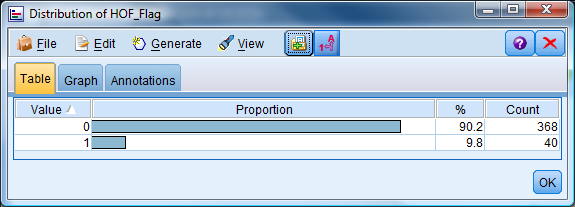 Distribution of HOF_Flag
File Edit Generate View
Table Graph Annotations
Value Proportion % Count
0 90.2 368
1 9.8 40
OK